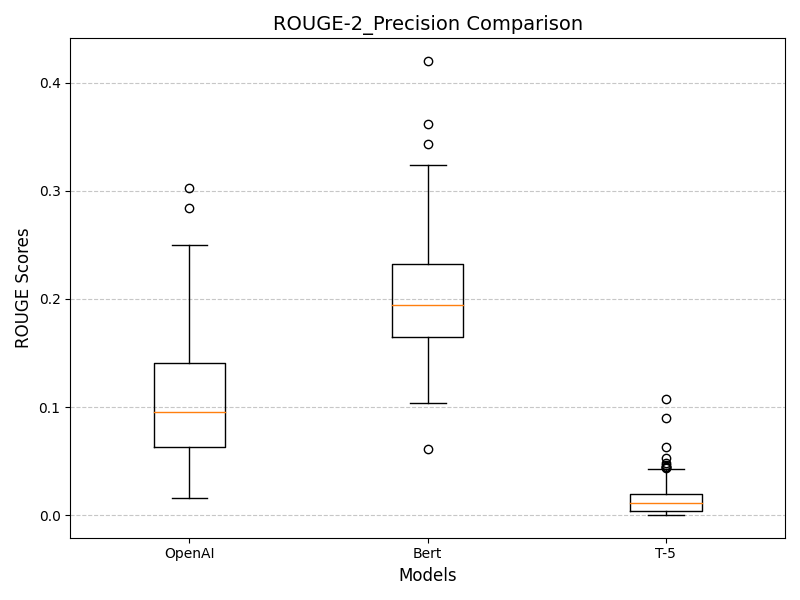 ROUGE-2_Precision Comparison
ROUGE Scores
0.4
0.3
0.2
0.1
0.0
OpenAI Bert T-5
Models